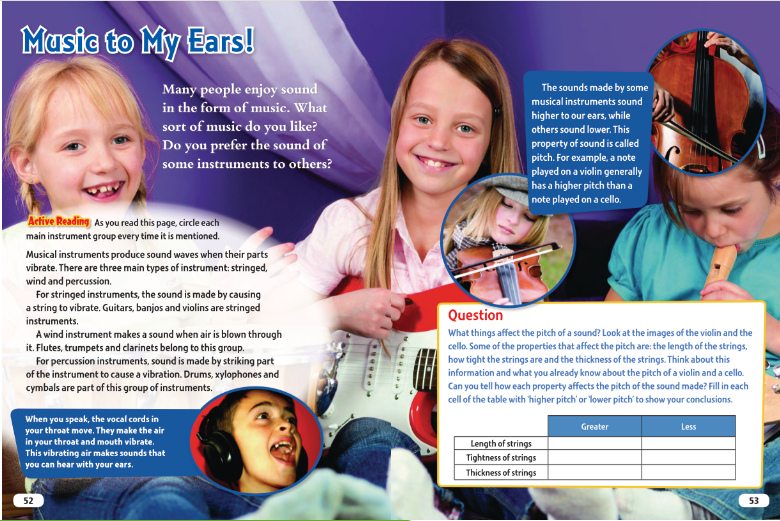 Music to My Ears!
Many people enjoy sound
in the form of music. What
sort of music do you like?
Do you prefer the sound of
some instruments to others?
Active Reading As you read this page, circle each
main instrument group every time it is mentioned.
Musical instruments produce sound waves when their parts
vibrate. There are three main types of instrument: stringed,
wind and percussion.
For stringed instruments, the sound is made by causing
a string to vibrate. Guitars, banjos and violins are stringed
instruments.
A wind instrument makes a sound when air is blown through
it. Flutes, trumpets and clarinets belong to this group.
For percussion instruments, sound is made by striking part
of the instrument to cause a vibration. Drums, xylophones and
cymbals are part of this group of instruments.
When you speak, the vocal cords in
your throat move. They make the air
in your throat and mouth vibrate.
This vibrating air makes sounds that
you can hear with your ears.
52
The sounds made by some
musical instruments sound
higher to our ears, while
others sound lower. This
property of sound is called
pitch. For example, a note
played on a violin generally
has a higher pitch than a
note played on a cello.
Question
What things affect the pitch of a sound? Look at the images of the violin and the
cello. Some of the properties that affect the pitch are: the length of the strings,
how tight the strings are and the thickness of the strings. Think about this
information and what you already know about the pitch of a violin and a cello.
Can you tell how each property affects the pitch of the sound made? Fill in each
cell of the table with 'higher pitch' or 'lower pitch' to show your conclusions.
Greater Less
Length of strings
Tightness of strings
Thickness of strings
53